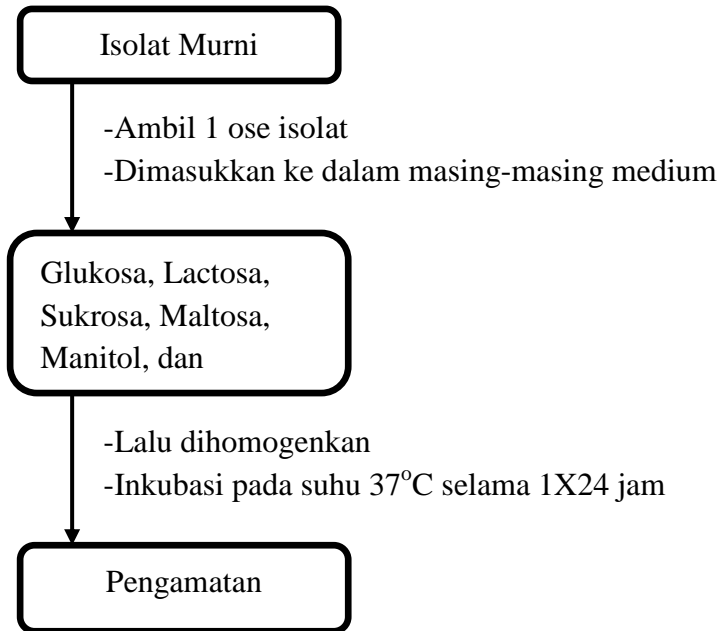 Isolat Murni
-Ambil 1 ose isolat
-Dimasukkan ke dalam masing-masing medium
Glukosa, Lactosa,
Sukrosa, Maltosa,
Manitol, dan
-Lalu dihomogenkan
-Inkubasi pada suhu 37°C selama 1X24 jam
Pengamatan